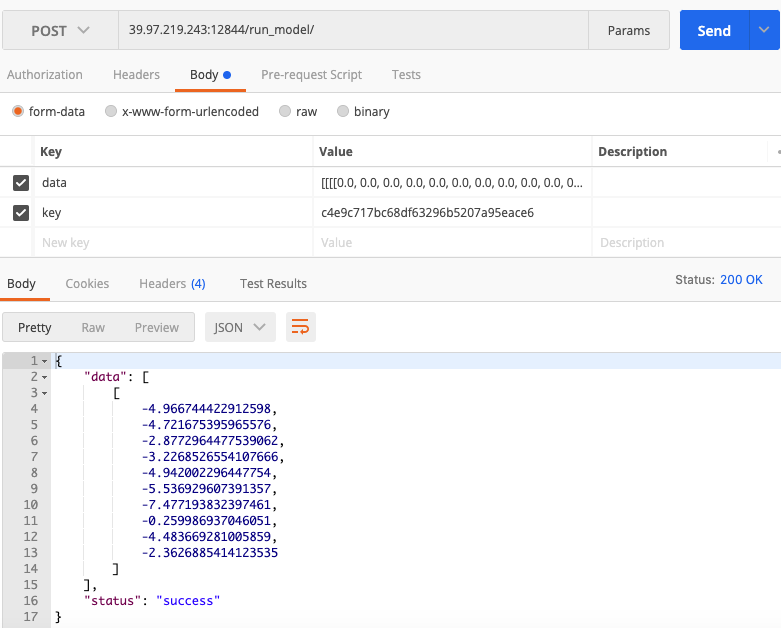 POST 39.97.219.243:12844/run_model/ Params Send
Authorization Headers Body Pre-request Script Tests
form-data x-www-form-urlencoded raw binary
Key Value Description
data [[[[0.0, 0.0, 0.0, 0.0, 0.0, 0.0, 0.0, 0.0, 0.0, 0.0, 0...
key c4e9c717bc68df63296b5207a95eace6
New key Value Description
Body Cookies Headers (4) Test Results Status: 200 OK
Pretty Raw Preview JSON
1 {
2 "data": [
3 [
4 -4.966744422912598,
5 -4.721675395965576,
6 -2.8772964477539062,
7 -3.2268526554107666,
8 -4.942002296447754,
9 -5.536929607391357,
10 -7.477193832397461,
11 -0.259986937046051,
12 -4.483669281005859,
13 -2.3626885414123535
14 ]
15 ],
16 "status": "success"
17 }